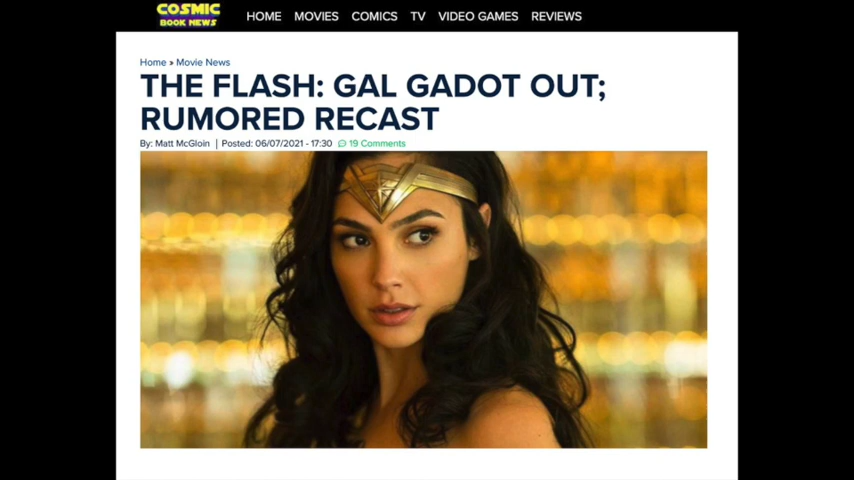 COSMIC
BOOK NEWS
HOME MOVIES COMICS TV VIDEO GAMES REVIEWS
Home » Movie News
THE FLASH: GAL GADOT OUT;
RUMORED RECAST
By: Matt McGloin | Posted: 06/07/2021 - 17:30 19 Comments